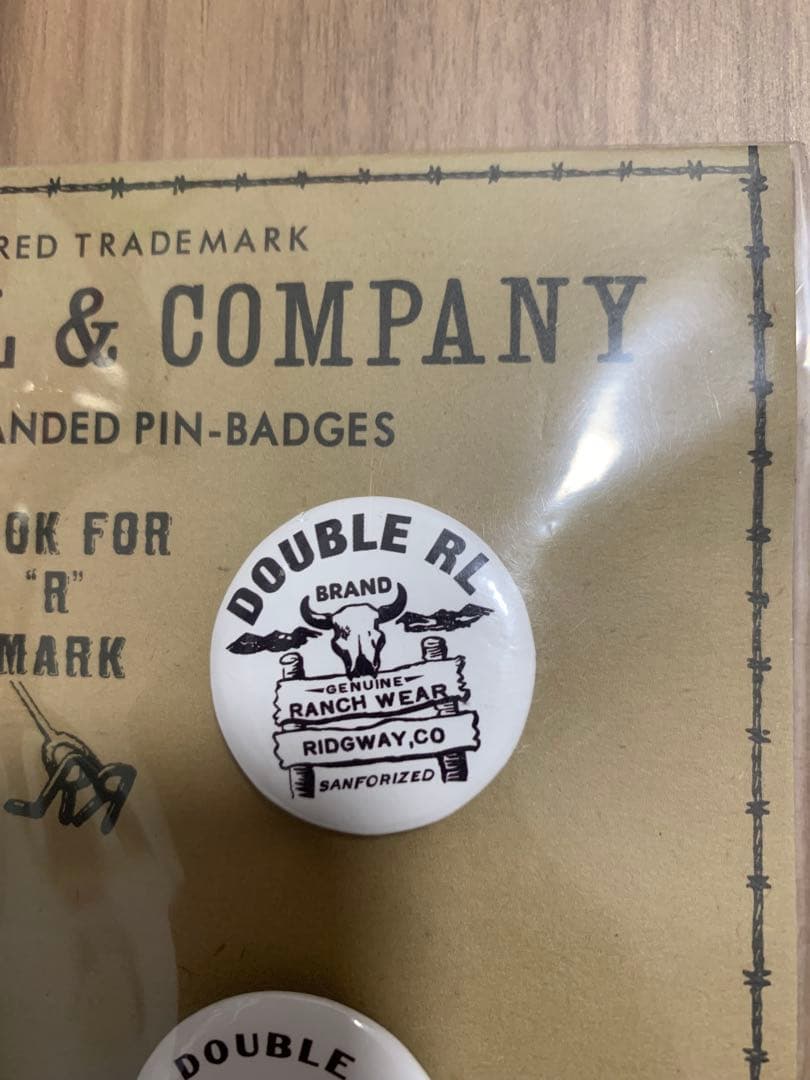 RED TRADEMARK
L & COMPANY
ANDED PIN-BADGES
OK FOR
"R"
MARK
DOUBLE RL
BRAND
GENUINE
RANCH WEAR
RIDGWAY,CO
SANFORIZED
DOUBLE